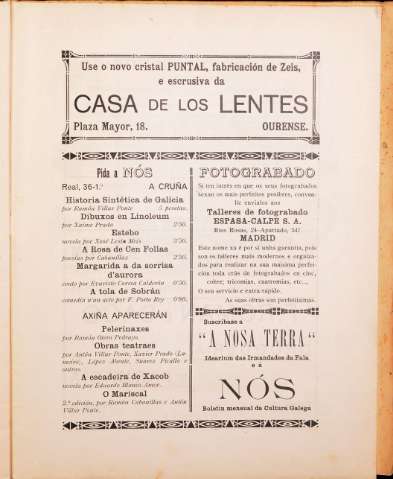 Use o novo cristal PUNTAL, fabricación de Zeis,
e escrusiva da
CASA DE LOS LENTES
Plaza Mayor, 18. OURENSE.
Pida a NÓS
Real, 36-1.º A CRUÑA
Historia Sintética de Galicia
por Ramón Villar Ponte 5 pesetas.
Dibuxos en Linoleum
por Xaime Prada 2'50.
Estebo
novela por Xosé Lesta Meis 3'50.
A Rosa de Cen Follas
poesías por Cabanillas 2'50.
Margarida a da sorrisa
d'aurora
conto por Evaristo Correa Calderón 0'50.
A tola de Sobrán
comedia n'un acto por F. Porto Rey 0'80.
AXIÑA APARECERÁN
Pelerinaxes
por Ramón Otero Pedrayo.
Obras teatraes
por Antón Villar Ponte, Xavier Prado (Lameiro), López Abente, Suarez Picallo e
outros.
A escadeira de Xacob
novela por Eduardo Blanco Amor.
O Mariscal
2.ª edición, por Ramón Cabanillas e Antón
Villar Ponte.
FOTOGRABADO
Si ten interés en que os seus fotograbados
sexan os mais perfeitos posibres, convenlle encarlos aos
Talleres de fotograbado
ESPASA-CALPE S. A.
Ríos Rosas, 24—Apartado, 547
MADRID
Este nome xa é por si unha garantía, pois
son os talleres mais modernos e organizados para realizar na sua máisima perfeición toda crás de fotograbados en cinc,
cobre, tricomías, cuatromías, etc.,
O seu servicio e extra-rápido.
As suas obras son perfeitísimas.
Suscríbase a
"A NOSA TERRA"
Idearium das Irmandades da Fala
e a
NÓS
Boletín mensual da Cultura Galega